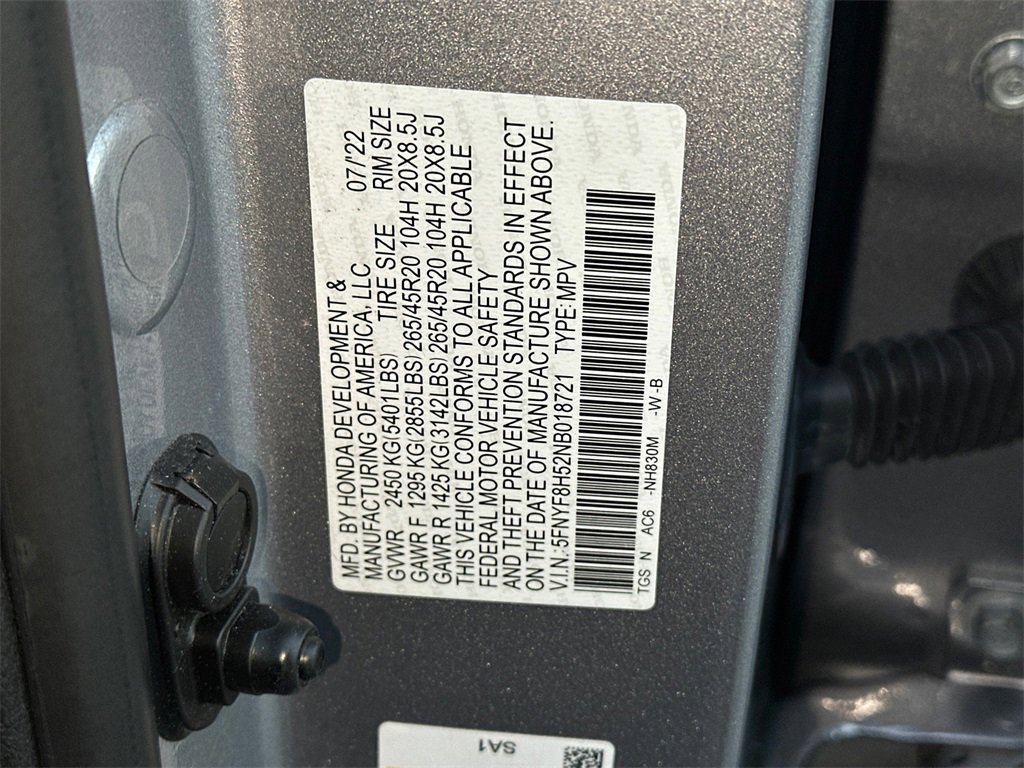 MFD. BY HONDA DEVELOPMENT &
MANUFACTURING OF AMERICA, LLC 07/'22
GVWR 2450 KG(5401LBS) TIRE SIZE RIM SIZE
GAWR F 1295 KG(2855LBS) 265/45R20 104H 20X8.5J
GAWR R 1425 KG(3142LBS) 265/45R20 104H 20X8.5J
THIS VEHICLE CONFORMS TO ALL APPLICABLE
FEDERAL MOTOR VEHICLE SAFETY
AND THEFT PREVENTION STANDARDS IN EFFECT
ON THE DATE OF MANUFACTURE SHOWN ABOVE.
V.I.N.:5FNYF8H52NB018721 TYPE:MPV
TGS N AC6 -NH830M -W -B
SA1